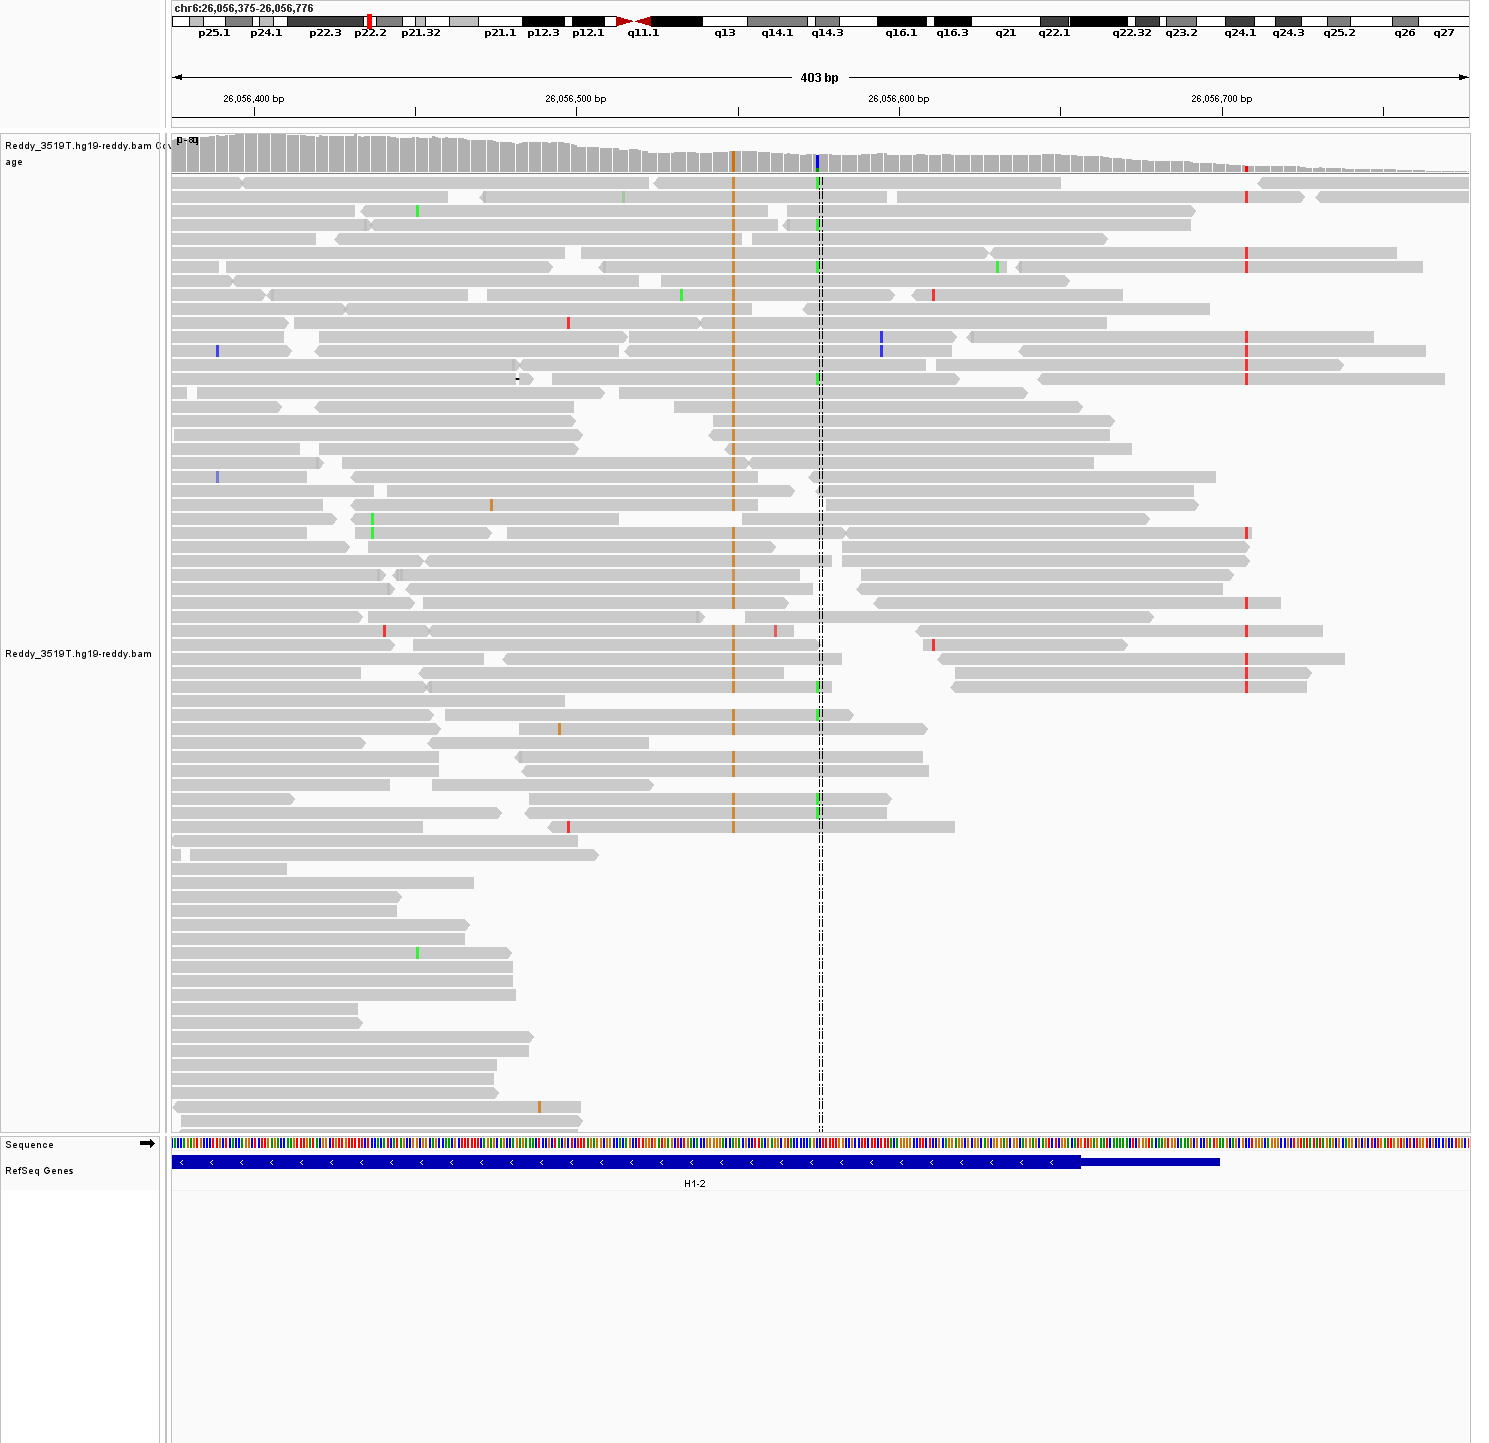 chr6:26,056,375-26,056,776
p25.1 p24.1 p22.3 p22.2 p21.32 p21.1 p12.3 p12.1 q11.1 q13 q14.1 q14.3 q16.1 q16.3 q21 q22.1 q22.32 q23.2 q24.1 q24.3 q25.2 q26 q27
403 bp
26,056,400 bp 26,056,500 bp 26,056,600 bp 26,056,700 bp
Reddy_3519T.hg19-reddy.bam Cov
age
Reddy_3519T.hg19-reddy.bam
Sequence
RefSeq Genes
H1-2